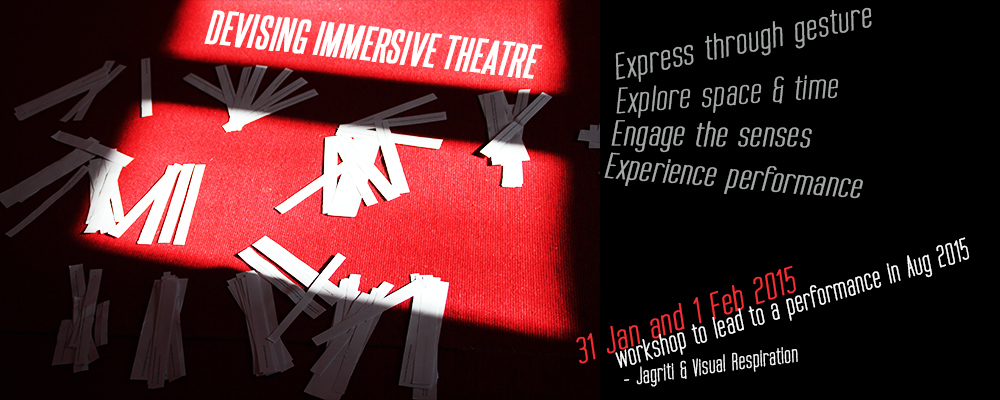 DEVISING IMMERSIVE THEATRE
Express through gesture
Explore space & time
Engage the senses
Experience performance
31 Jan and 1 Feb 2015
workshop to lead to a performance in Aug 2015
- Jagriti & Visual Respiration